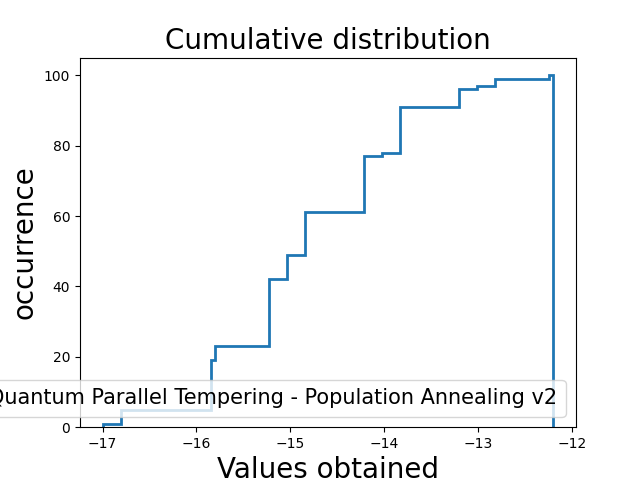 Cumulative distribution
occurrence
100
80
60
40
20
0
Quantum Parallel Tempering - Population Annealing v2
−17 −16 −15 −14 −13 −12
Values obtained